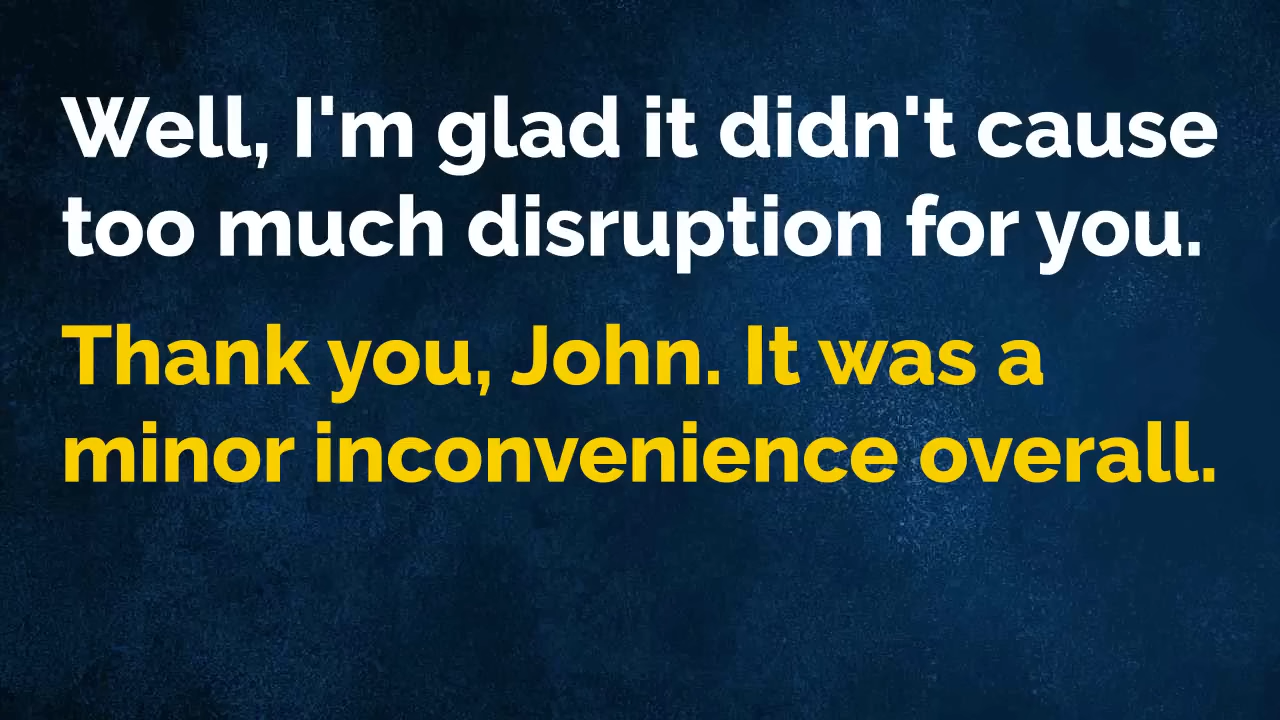 Well, I'm glad it didn't cause
too much disruption for you.
Thank you, John. It was a
minor inconvenience overall.